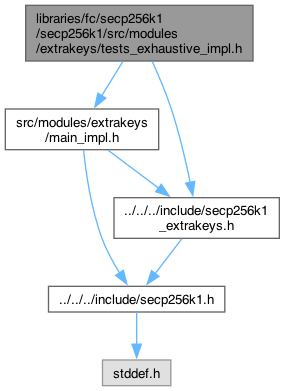 libraries/fc/secp256k1
/secp256k1/src/modules
/extrakeys/tests_exhaustive_impl.h
src/modules/extrakeys
/main_impl.h
../../../include/secp256k1
_extrakeys.h
../../../include/secp256k1.h
stddef.h